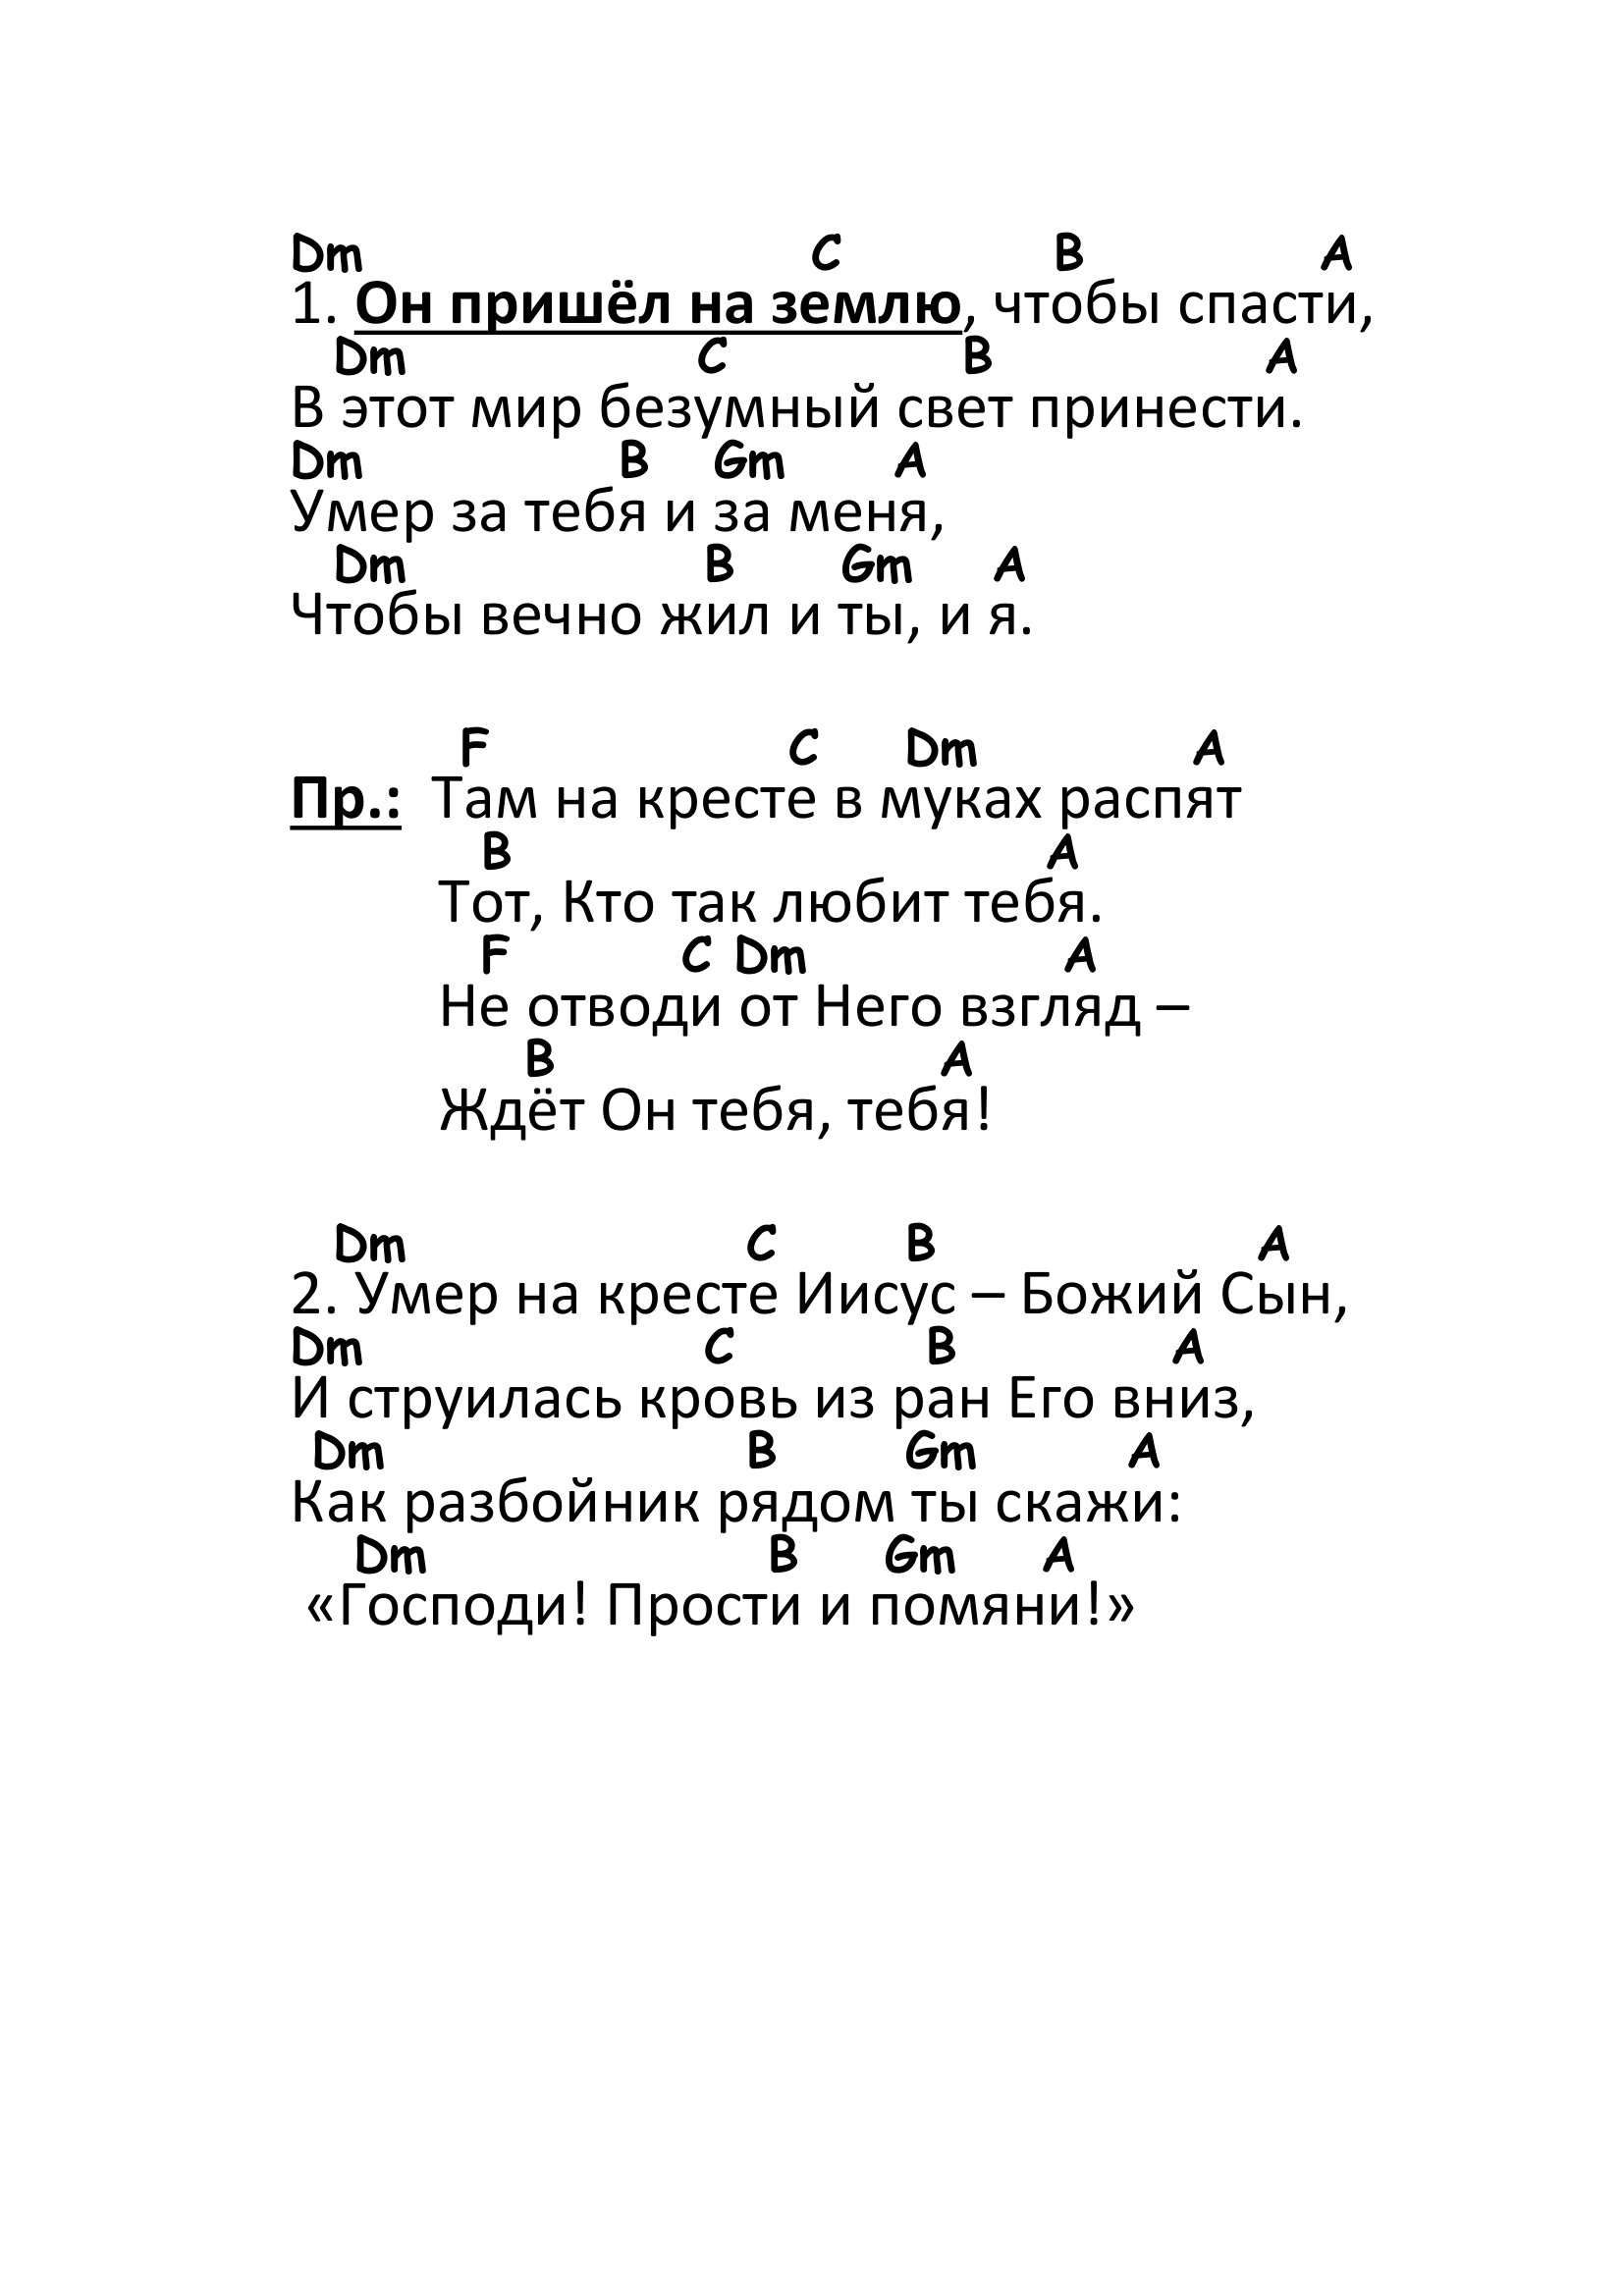 Dm C B A
1. Он пришёл на землю, чтобы спасти,
Dm C B A
В этот мир безумный свет принести.
Dm B Gm A
Умер за тебя и за меня,
Dm B Gm A
Чтобы вечно жил и ты, и я.
F C Dm A
Пр.: Там на кресте в муках распят
B A
Тот, Кто так любит тебя.
F C Dm A
Не отводи от Него взгляд –
B A
Ждёт Он тебя, тебя!
Dm C B A
2. Умер на кресте Иисус – Божий Сын,
Dm C B A
И струилась кровь из ран Его вниз,
Dm B Gm A
Как разбойник рядом ты скажи:
Dm B Gm A
«Господи! Прости и помяни!»